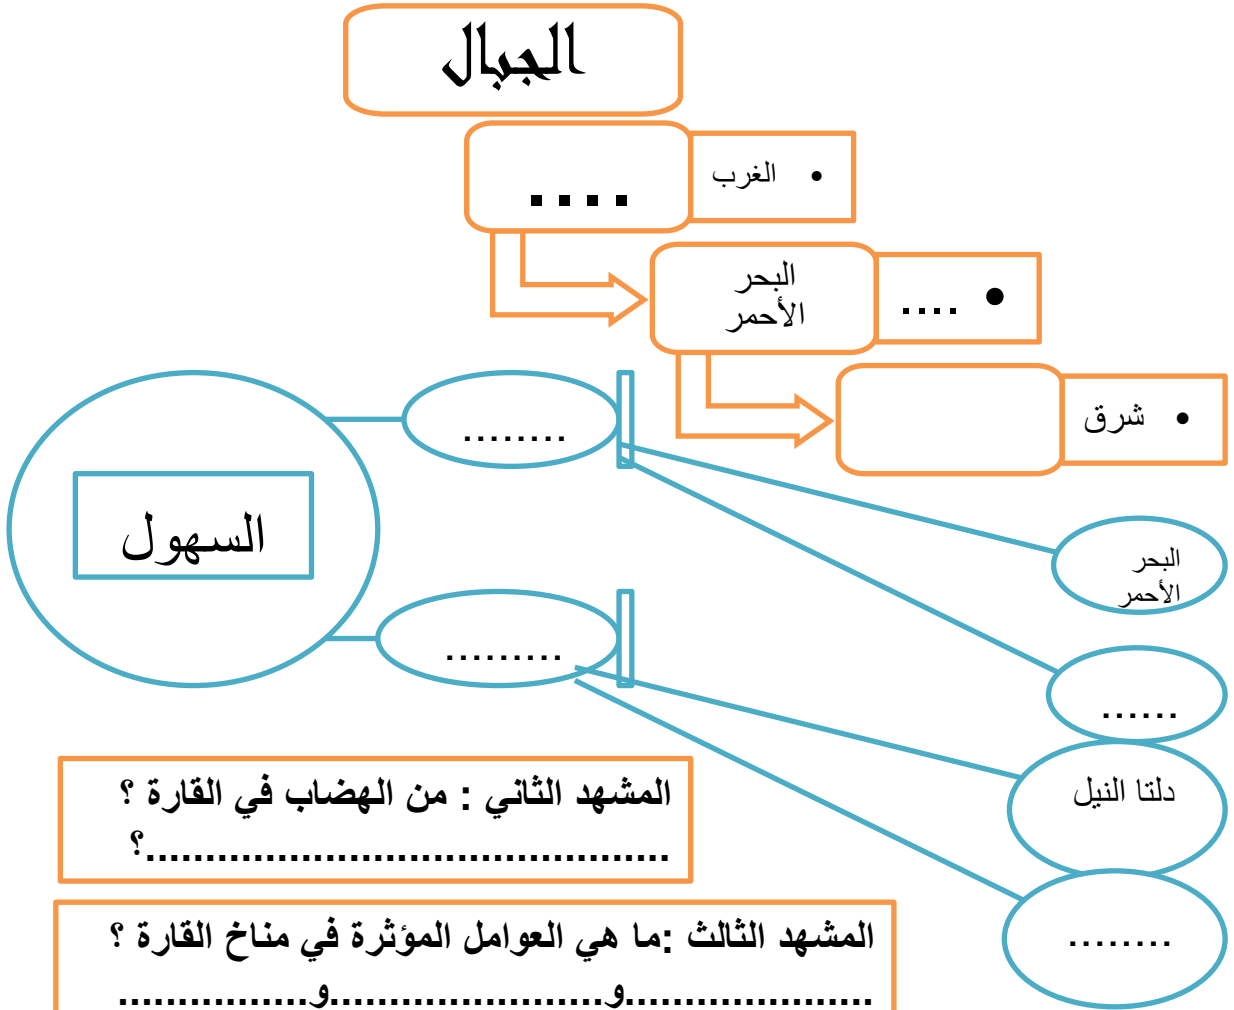 الجبال
• الغرب
....
البحر
الأحمر
• ....
• شرق
........
السهول
البحر
الأحمر
.........
......
دلتا النيل
........
المشهد الثاني : من الهضاب في القارة ؟
............................................؟
المشهد الثالث :ما هي العوامل المؤثرة في مناخ القارة ؟
.....................و.......................و................